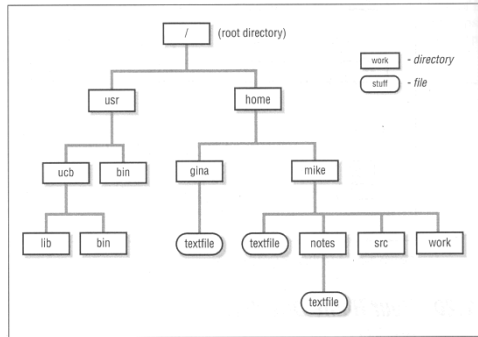 / (root directory)
work - directory
stuff - file
usr home
ucb bin gina mike
lib bin textfile textfile notes src work
textfile